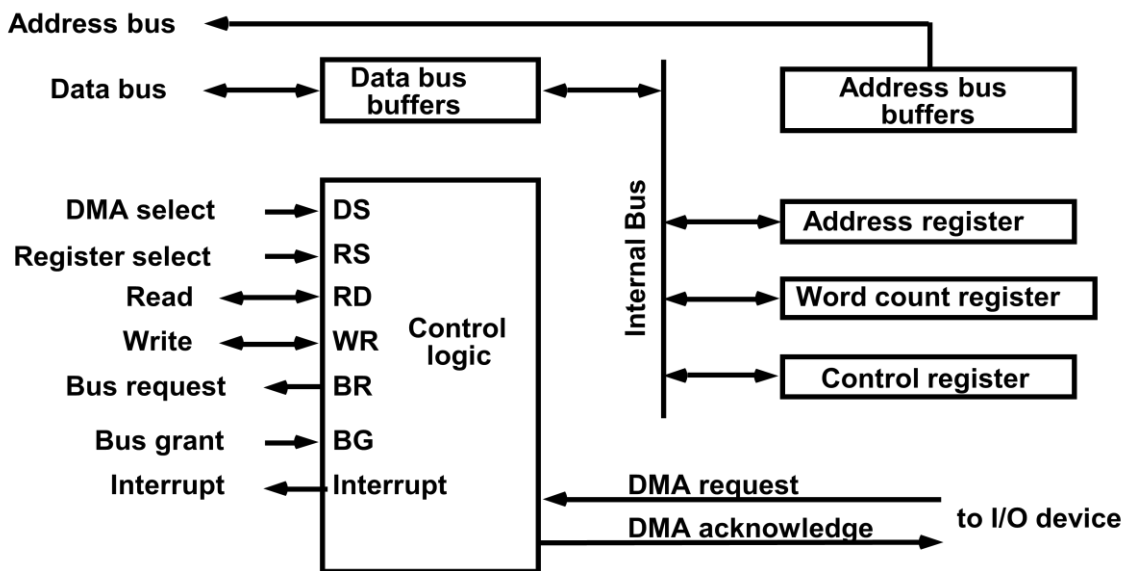 Address bus
Data bus
Data bus
buffers
Address bus
buffers
DMA select
DS
Register select
RS
Read
RD
Write
WR
Bus request
BR
Bus grant
BG
Interrupt
Interrupt
Control
logic
Internal Bus
Address register
Word count register
Control register
DMA request
DMA acknowledge
to I/O device